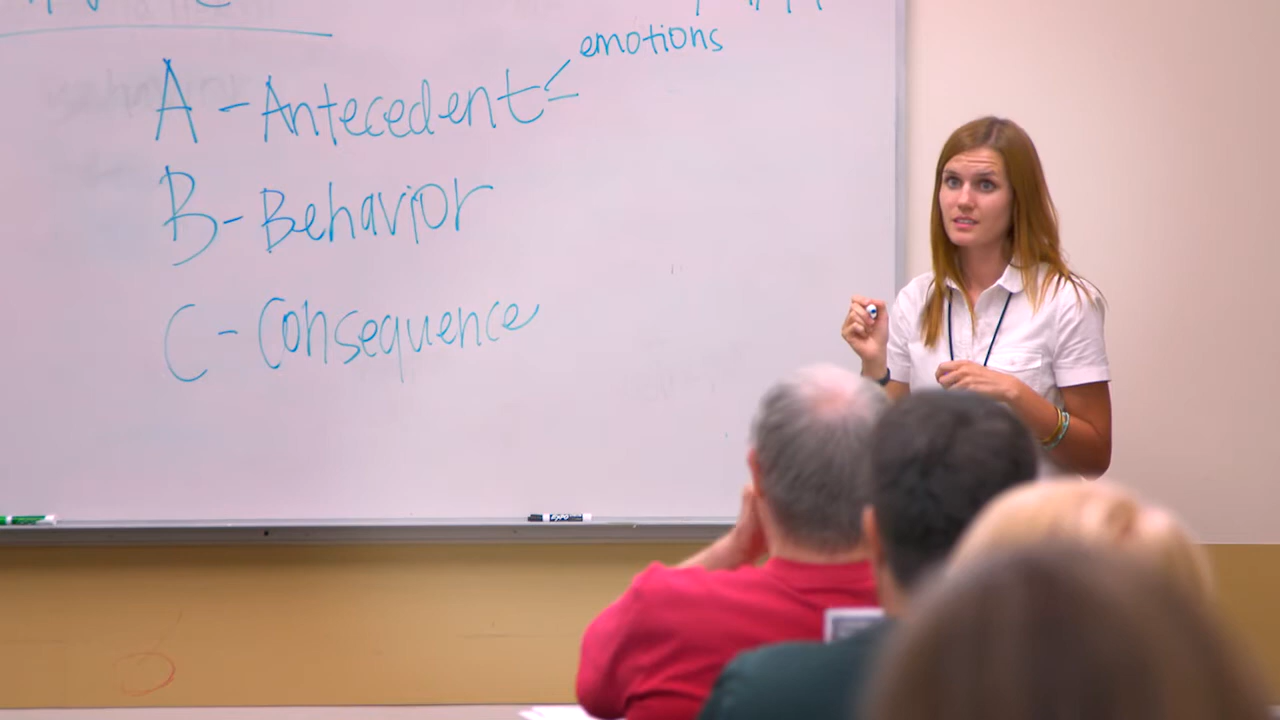 emotions
A - Antecedent
B - Behavior
C - Consequence